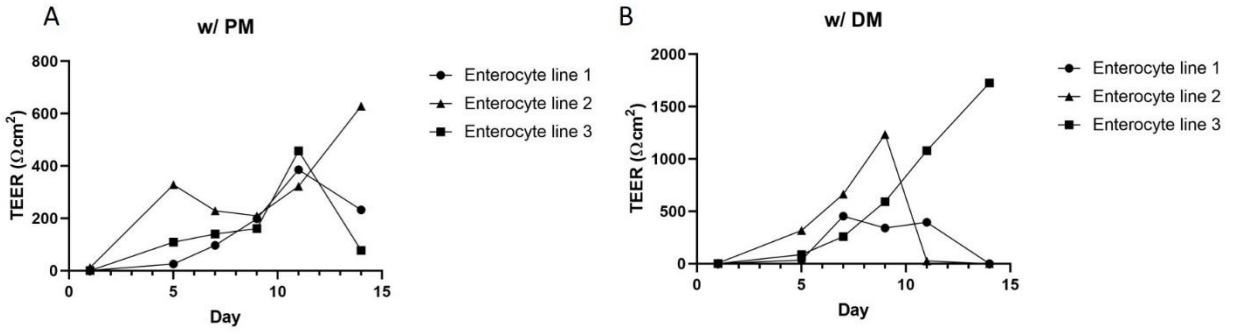 A
w/ PM
TEER (Ωcm²)
800
600
400
200
0
0
5
10
15
Day
Enterocyte line 1
Enterocyte line 2
Enterocyte line 3
B
w/ DM
TEER (Ωcm²)
2000
1500
1000
500
0
0
5
10
15
Day
Enterocyte line 1
Enterocyte line 2
Enterocyte line 3